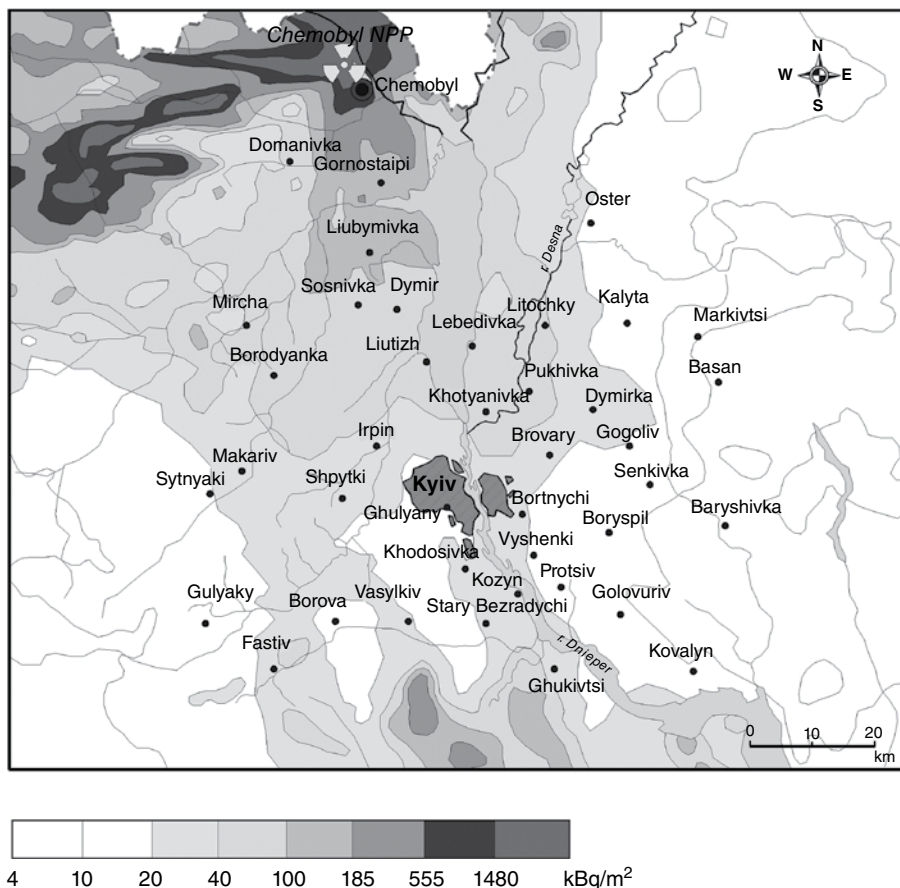 Chemobyl NPP
N
W E
S
Chemobyl
Domanivka
Gornostaipi
Oster
Liubymivka
r. Desna
Sosnivka
Dymir
Mircha
Litochky
Kalyta
Lebedivka
Markivtsi
Liutizh
Borodyanka
Pukhivka
Basan
Khotyanivka
Dymirka
Irpin
Brovary
Gogoliv
Makariv
Senkivka
Sytnyaki
Shpytki
Kyiv
Bortnychi
Ghulyany
Boryspil
Baryshivka
Vyshenki
Khodosivka
Protsiv
Kozyn
Gulyaky
Borova
Vasylkiv
Stary Bezradychi
Golovuriv
Fastiv
r. Dnieper
Kovalyn
Ghukivtsi
0 10 20
km
4 10 20 40 100 185 555 1480 kBq/m²